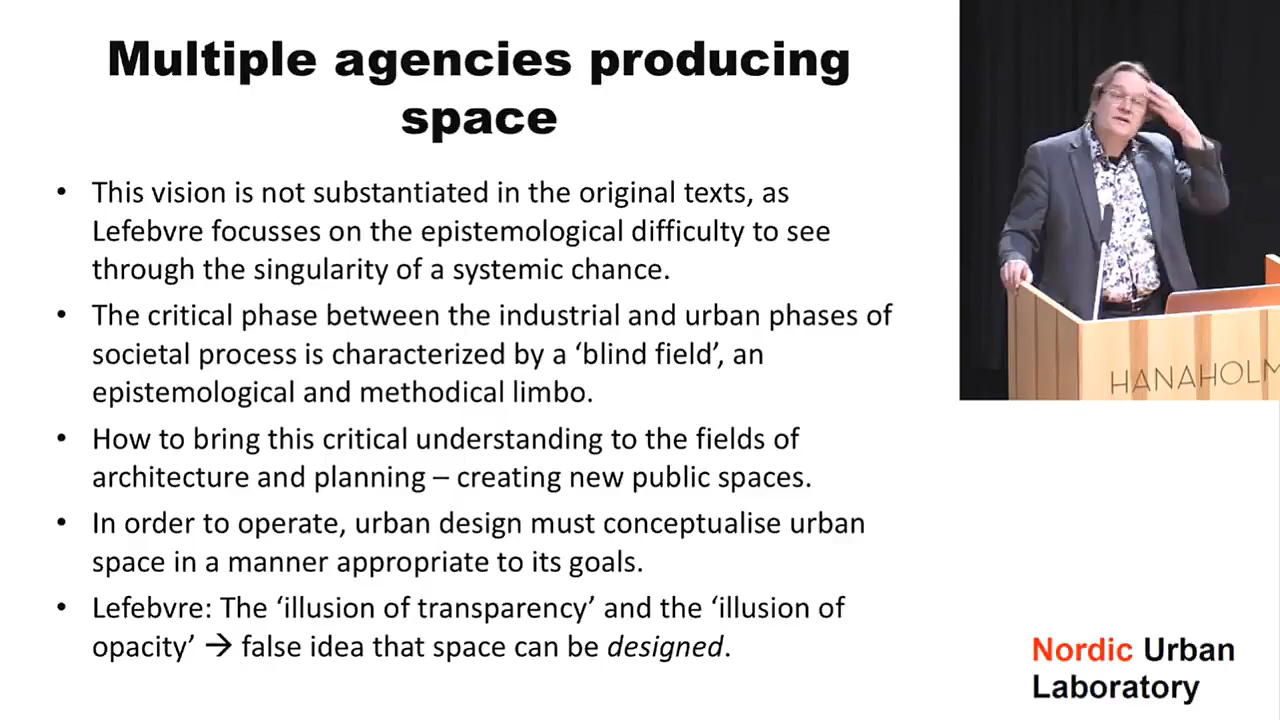 Multiple agencies producing
space
• This vision is not substantiated in the original texts, as
Lefebvre focusses on the epistemological difficulty to see
through the singularity of a systemic chance.
• The critical phase between the industrial and urban phases of
societal process is characterized by a ‘blind field’, an
epistemological and methodical limbo.
• How to bring this critical understanding to the fields of
architecture and planning – creating new public spaces.
• In order to operate, urban design must conceptualise urban
space in a manner appropriate to its goals.
• Lefebvre: The ‘illusion of transparency’ and the ‘illusion of
opacity’ → false idea that space can be designed.
HANAHOLM
Nordic Urban
Laboratory